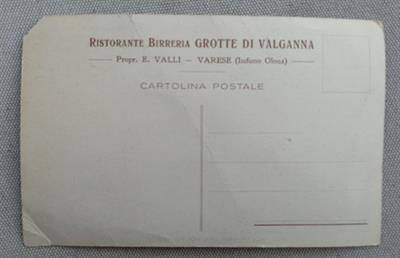 RISTORANTE BIRRERIA GROTTE DI VALGANNA
Propr. E. VALLI — VARESE (Induno Olona)
CARTOLINA POSTALE